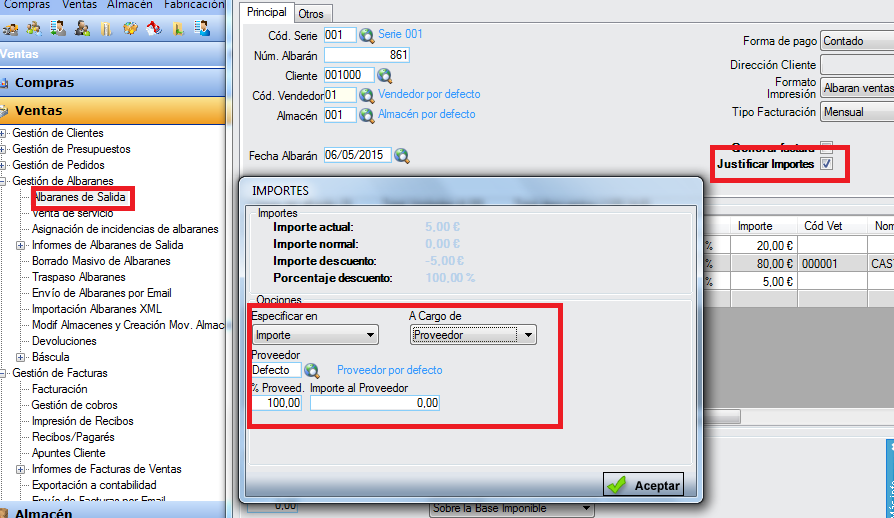 Compras Ventas Almacén Fabricación
Ventas
Compras
Ventas
Gestión de Clientes
Gestión de Presupuestos
Gestión de Pedidos
Gestión de Albaranes
Albaranes de Salida
Venta de servicio
Asignación de incidencias de albaranes
Informes de Albaranes de Salida
Borrado Masivo de Albaranes
Traspaso Albaranes
Envío de Albaranes por Email
Importación Albaranes XML
Modif Almacenes y Creación Mov. Almac
Devoluciones
Báscula
Gestión de Facturas
Facturación
Gestión de cobros
Impresión de Recibos
Recibos/Pagarés
Apuntes Cliente
Informes de Facturas de Ventas
Exportación a contabilidad
Envío de Facturas por Email
Almacén
Principal Otros
Cód. Serie 001 Serie 001
Núm. Albarán 861
Cliente 001000
Cód. Vendedor 01 Vendedor por defecto
Almacén 001 Almacén por defecto
Fecha Albarán 06/05/2015
Forma de pago Contado
Dirección Cliente
Formato Impresión Albaran ventas
Tipo Facturación Mensual
Generar factura
Justificar Importes
Importe Cód Vet Nom
% 20,00 €
% 80,00 € 000001 CAS
% 5,00 €
IMPORTES
Importes
Importe actual: 5,00 €
Importe normal: 0,00 €
Importe descuento: -5,00 €
Porcentaje descuento: 100,00 %
Opciones
Especificar en A Cargo de
Importe Proveedor
Proveedor
Defecto Proveedor por defecto
% Proveed. Importe al Proveedor
100,00 0,00
Aceptar
0,00 Sobre la Base Imponible